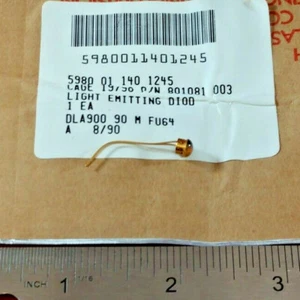 5980011401245
5980 01 140 1245
CAGE 19756 P/N 801081 003
LIGHT EMITTING DIOD
1 EA
DLA900 90 M FU64
A 8/90
INCH 1 2 3